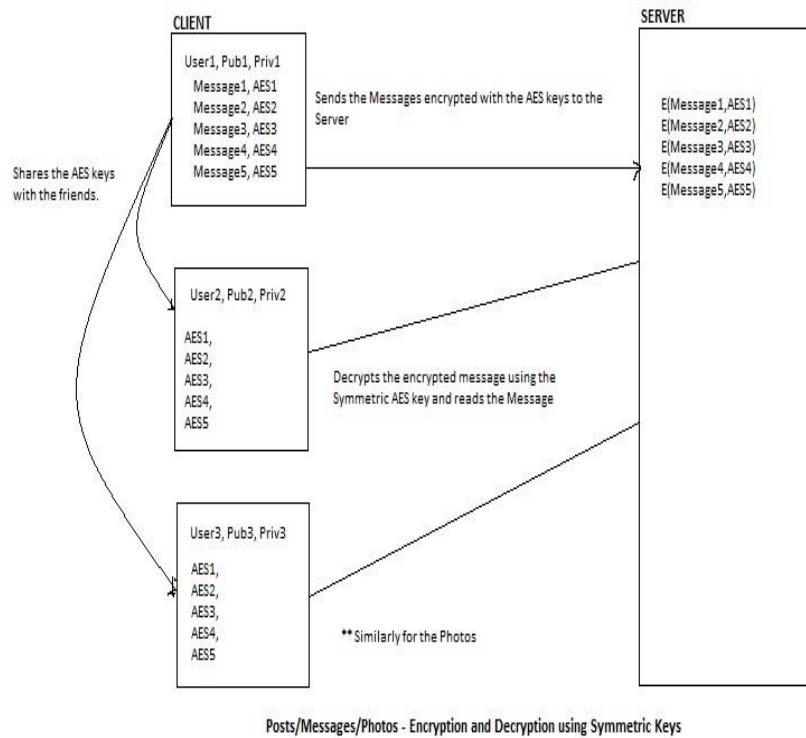 CLIENT
User1, Pub1, Priv1
Message1, AES1
Message2, AES2
Message3, AES3
Message4, AES4
Message5, AES5
Sends the Messages encrypted with the AES keys to the
Server
SERVER
E(Message1,AES1)
E(Message2,AES2)
E(Message3,AES3)
E(Message4,AES4)
E(Message5,AES5)
Shares the AES keys
with the friends.
User2, Pub2, Priv2
AES1,
AES2,
AES3,
AES4,
AES5
Decrypts the encrypted message using the
Symmetric AES key and reads the Message
User3, Pub3, Priv3
AES1,
AES2,
AES3,
AES4,
AES5
** Similarly for the Photos
Posts/Messages/Photos - Encryption and Decryption using Symmetric Keys